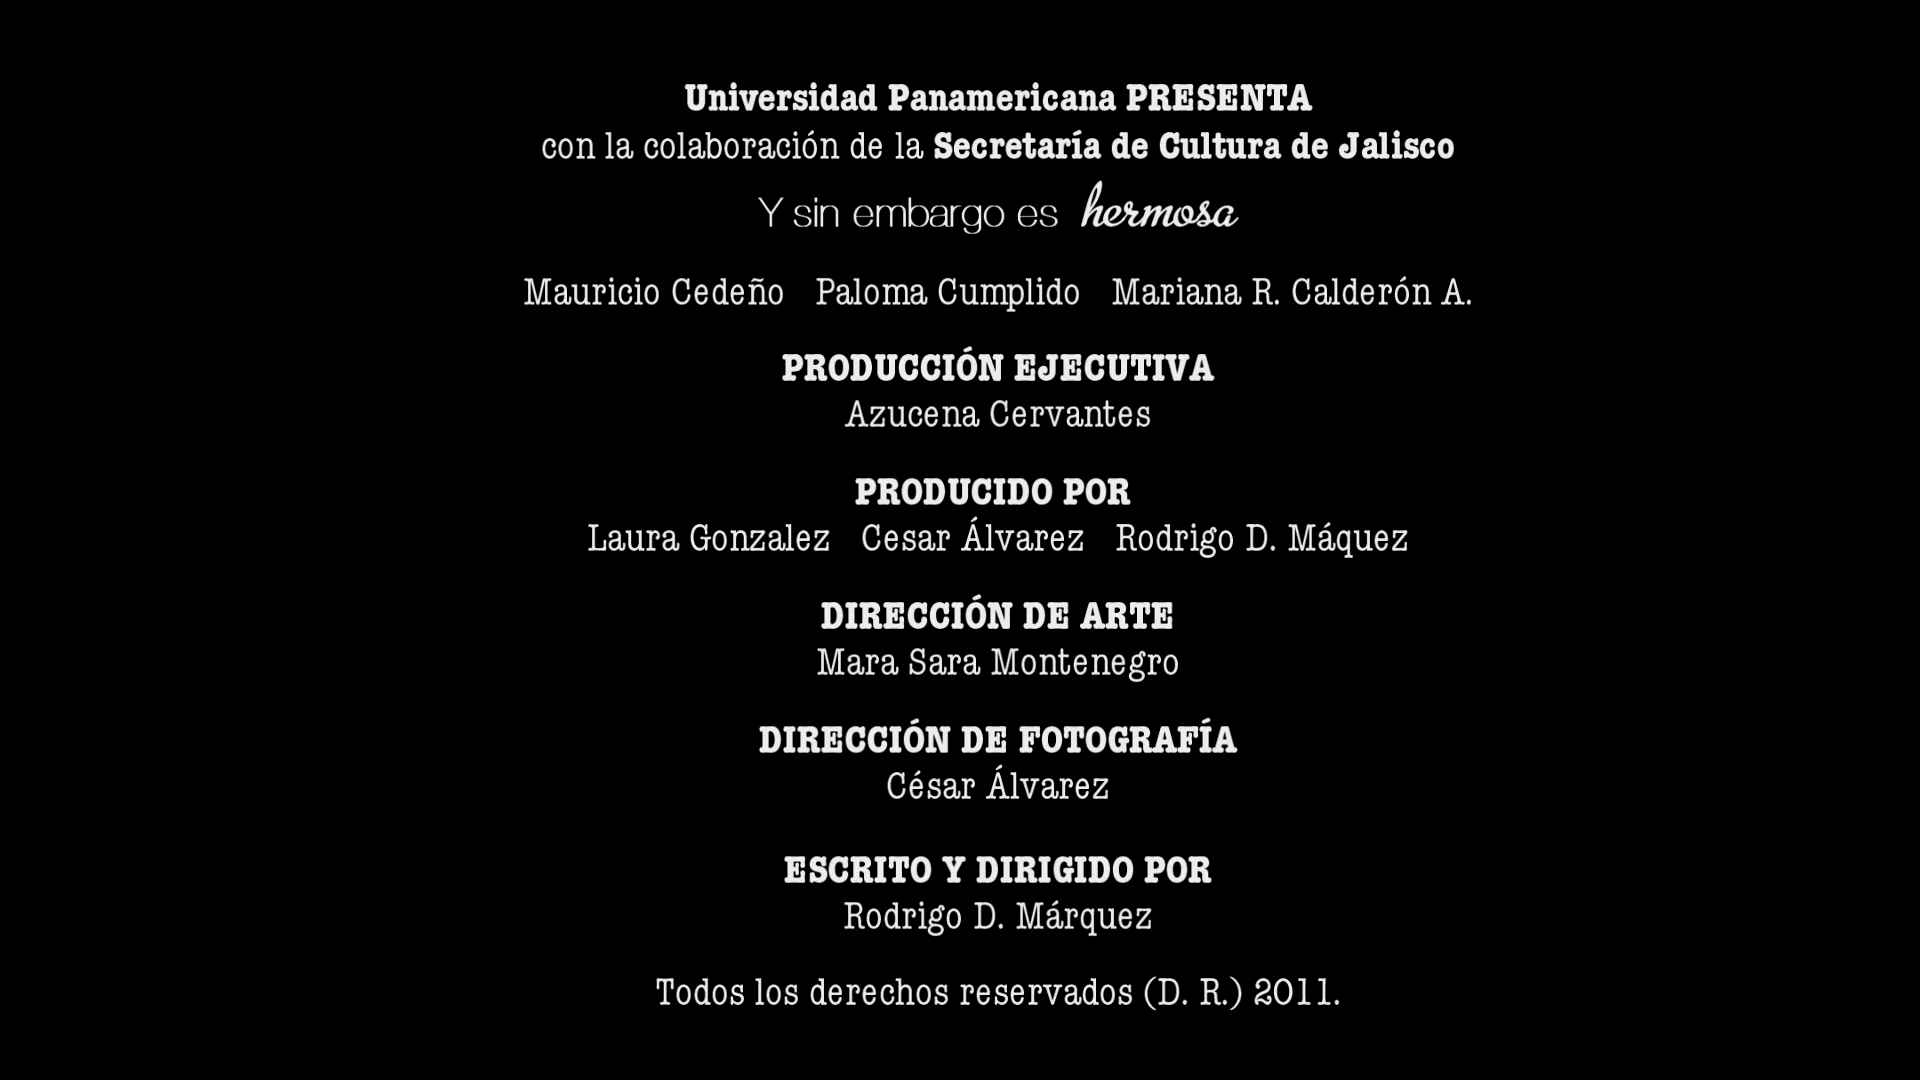 Universidad Panamericana PRESENTA
con la colaboración de la Secretaría de Cultura de Jalisco
Y sin embargo es hermosa
Mauricio Cedeño Paloma Cumplido Mariana R. Calderón A.
PRODUCCIÓN EJECUTIVA
Azucena Cervantes
PRODUCIDO POR
Laura Gonzalez Cesar Álvarez Rodrigo D. Máquez
DIRECCIÓN DE ARTE
Mara Sara Montenegro
DIRECCIÓN DE FOTOGRAFÍA
César Álvarez
ESCRITO Y DIRIGIDO POR
Rodrigo D. Márquez
Todos los derechos reservados (D. R.) 2011.